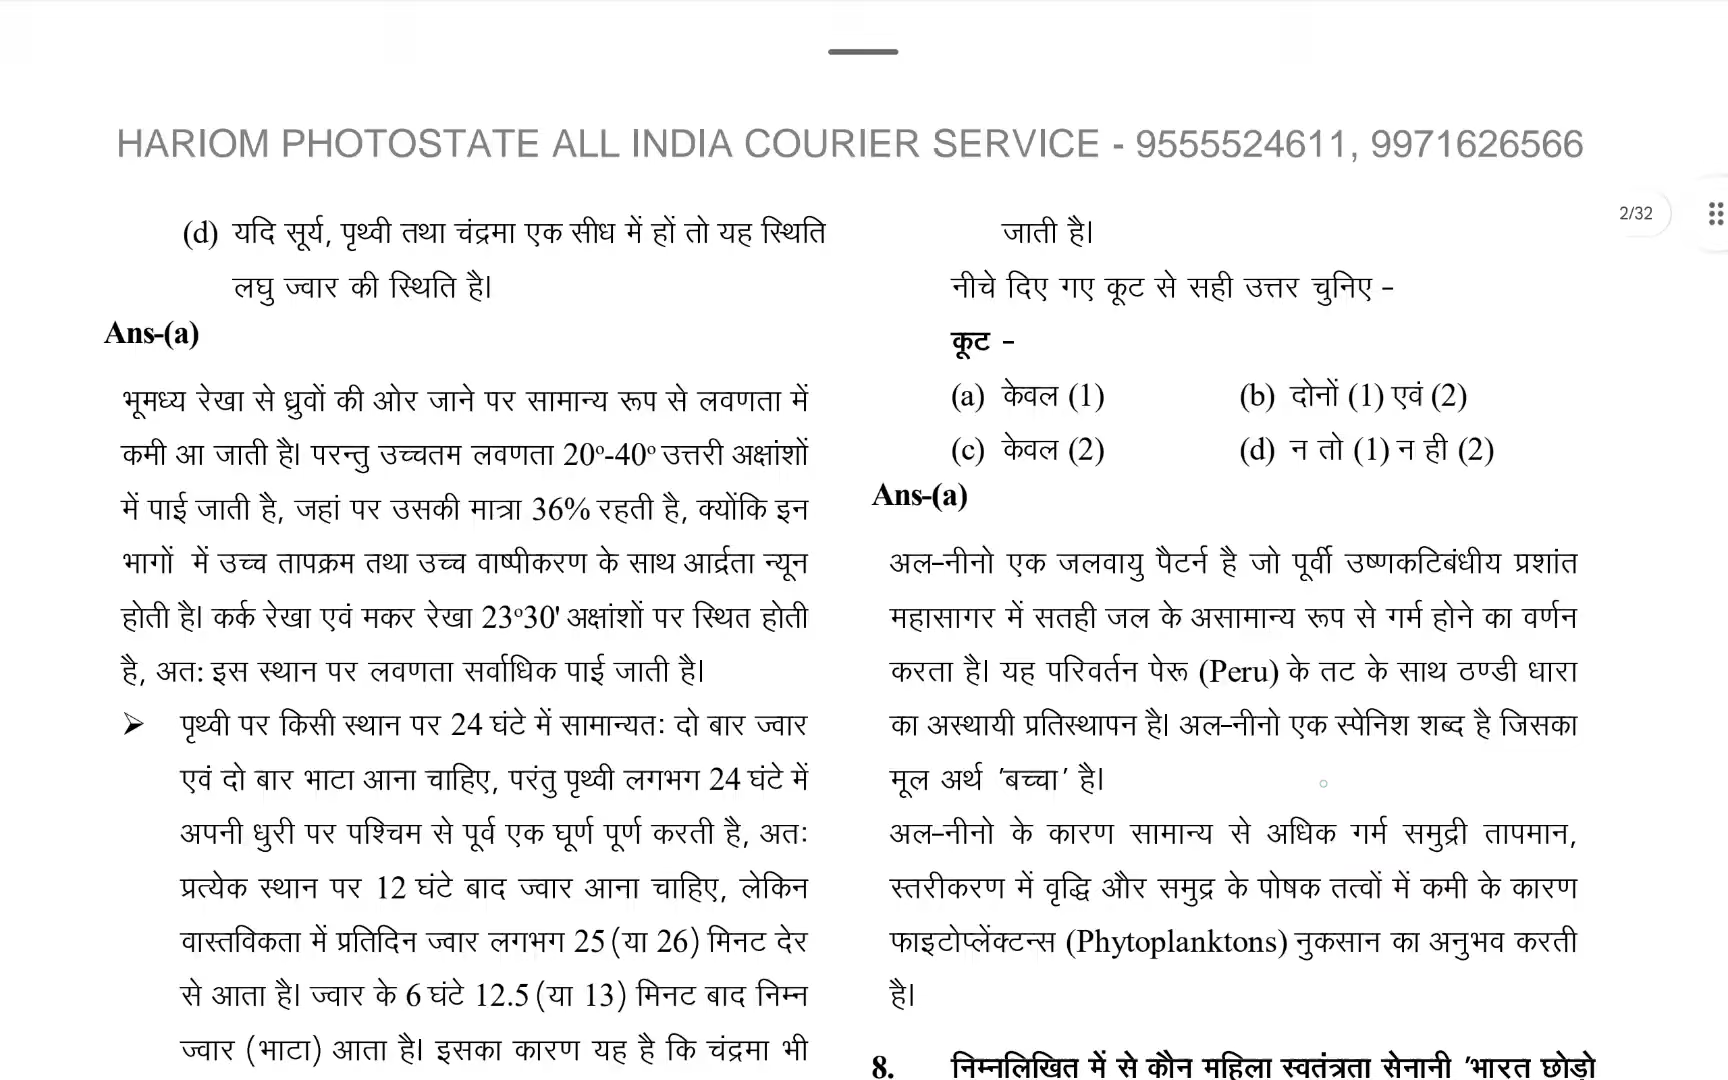 HARIOM PHOTOSTATE ALL INDIA COURIER SERVICE - 9555524611, 9971626566
2/32
(d) यदि सूर्य, पृथ्वी तथा चंद्रमा एक सीध में हों तो यह स्थिति
लघु ज्वार की स्थिति है।
Ans-(a)
भूमध्य रेखा से ध्रुवों की ओर जाने पर सामान्य रूप से लवणता में
कमी आ जाती है। परन्तु उच्चतम लवणता 20º-40º उत्तरी अक्षांशों
में पाई जाती है, जहां पर उसकी मात्रा 36% रहती है, क्योंकि इन
भागों में उच्च तापक्रम तथा उच्च वाष्पीकरण के साथ आर्द्रता न्यून
होती है। कर्क रेखा एवं मकर रेखा 23º30' अक्षांशों पर स्थित होती
है, अत: इस स्थान पर लवणता सर्वाधिक पाई जाती है।
➢ पृथ्वी पर किसी स्थान पर 24 घंटे में सामान्यत: दो बार ज्वार
एवं दो बार भाटा आना चाहिए, परंतु पृथ्वी लगभग 24 घंटे में
अपनी धुरी पर पश्चिम से पूर्व एक घूर्ण पूर्ण करती है, अतः
प्रत्येक स्थान पर 12 घंटे बाद ज्वार आना चाहिए, लेकिन
वास्तविकता में प्रतिदिन ज्वार लगभग 25 (या 26) मिनट देर
से आता है। ज्वार के 6 घंटे 12.5 (या 13) मिनट बाद निम्न
ज्वार (भाटा) आता है। इसका कारण यह है कि चंद्रमा भी
जाती है।
नीचे दिए गए कूट से सही उत्तर चुनिए -
कूट -
(a) केवल (1) (b) दोनों (1) एवं (2)
(c) केवल (2) (d) न तो (1) न ही (2)
Ans-(a)
अल-नीनो एक जलवायु पैटर्न है जो पूर्वी उष्णकटिबंधीय प्रशांत
महासागर में सतही जल के असामान्य रूप से गर्म होने का वर्णन
करता है। यह परिवर्तन पेरू (Peru) के तट के साथ ठण्डी धारा
का अस्थायी प्रतिस्थापन है। अल-नीनो एक स्पेनिश शब्द है जिसका
मूल अर्थ 'बच्चा' है।
अल-नीनो के कारण सामान्य से अधिक गर्म समुद्री तापमान,
स्तरीकरण में वृद्धि और समुद्र के पोषक तत्वों में कमी के कारण
फाइटोप्लेंक्टन्स (Phytoplanktons) नुकसान का अनुभव करती
है।
8. निम्नलिखित में से कौन महिला स्वतंत्रता सेनानी 'भारत छोड़ो